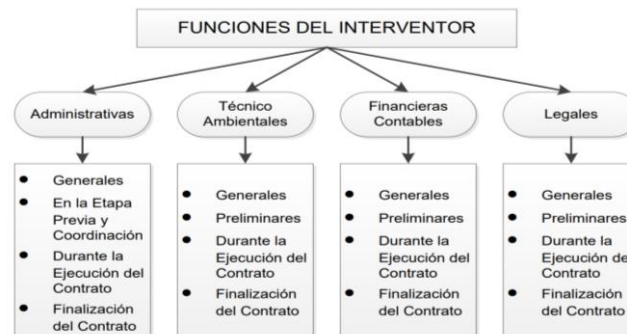 FUNCIONES DEL INTERVENTOR
Administrativas
Técnico
Ambientales
Financieras
Contables
Legales
Generales
En la Etapa
Previa y
Coordinación
Durante la
Ejecución del
Contrato
Finalización
del Contrato
Generales
Preliminares
Durante la
Ejecución del
Contrato
Finalización
del Contrato
Generales
Preliminares
Durante la
Ejecución del
Contrato
Finalización
del Contrato
Generales
Preliminares
Durante la
Ejecución del
Contrato
Finalización
del Contrato